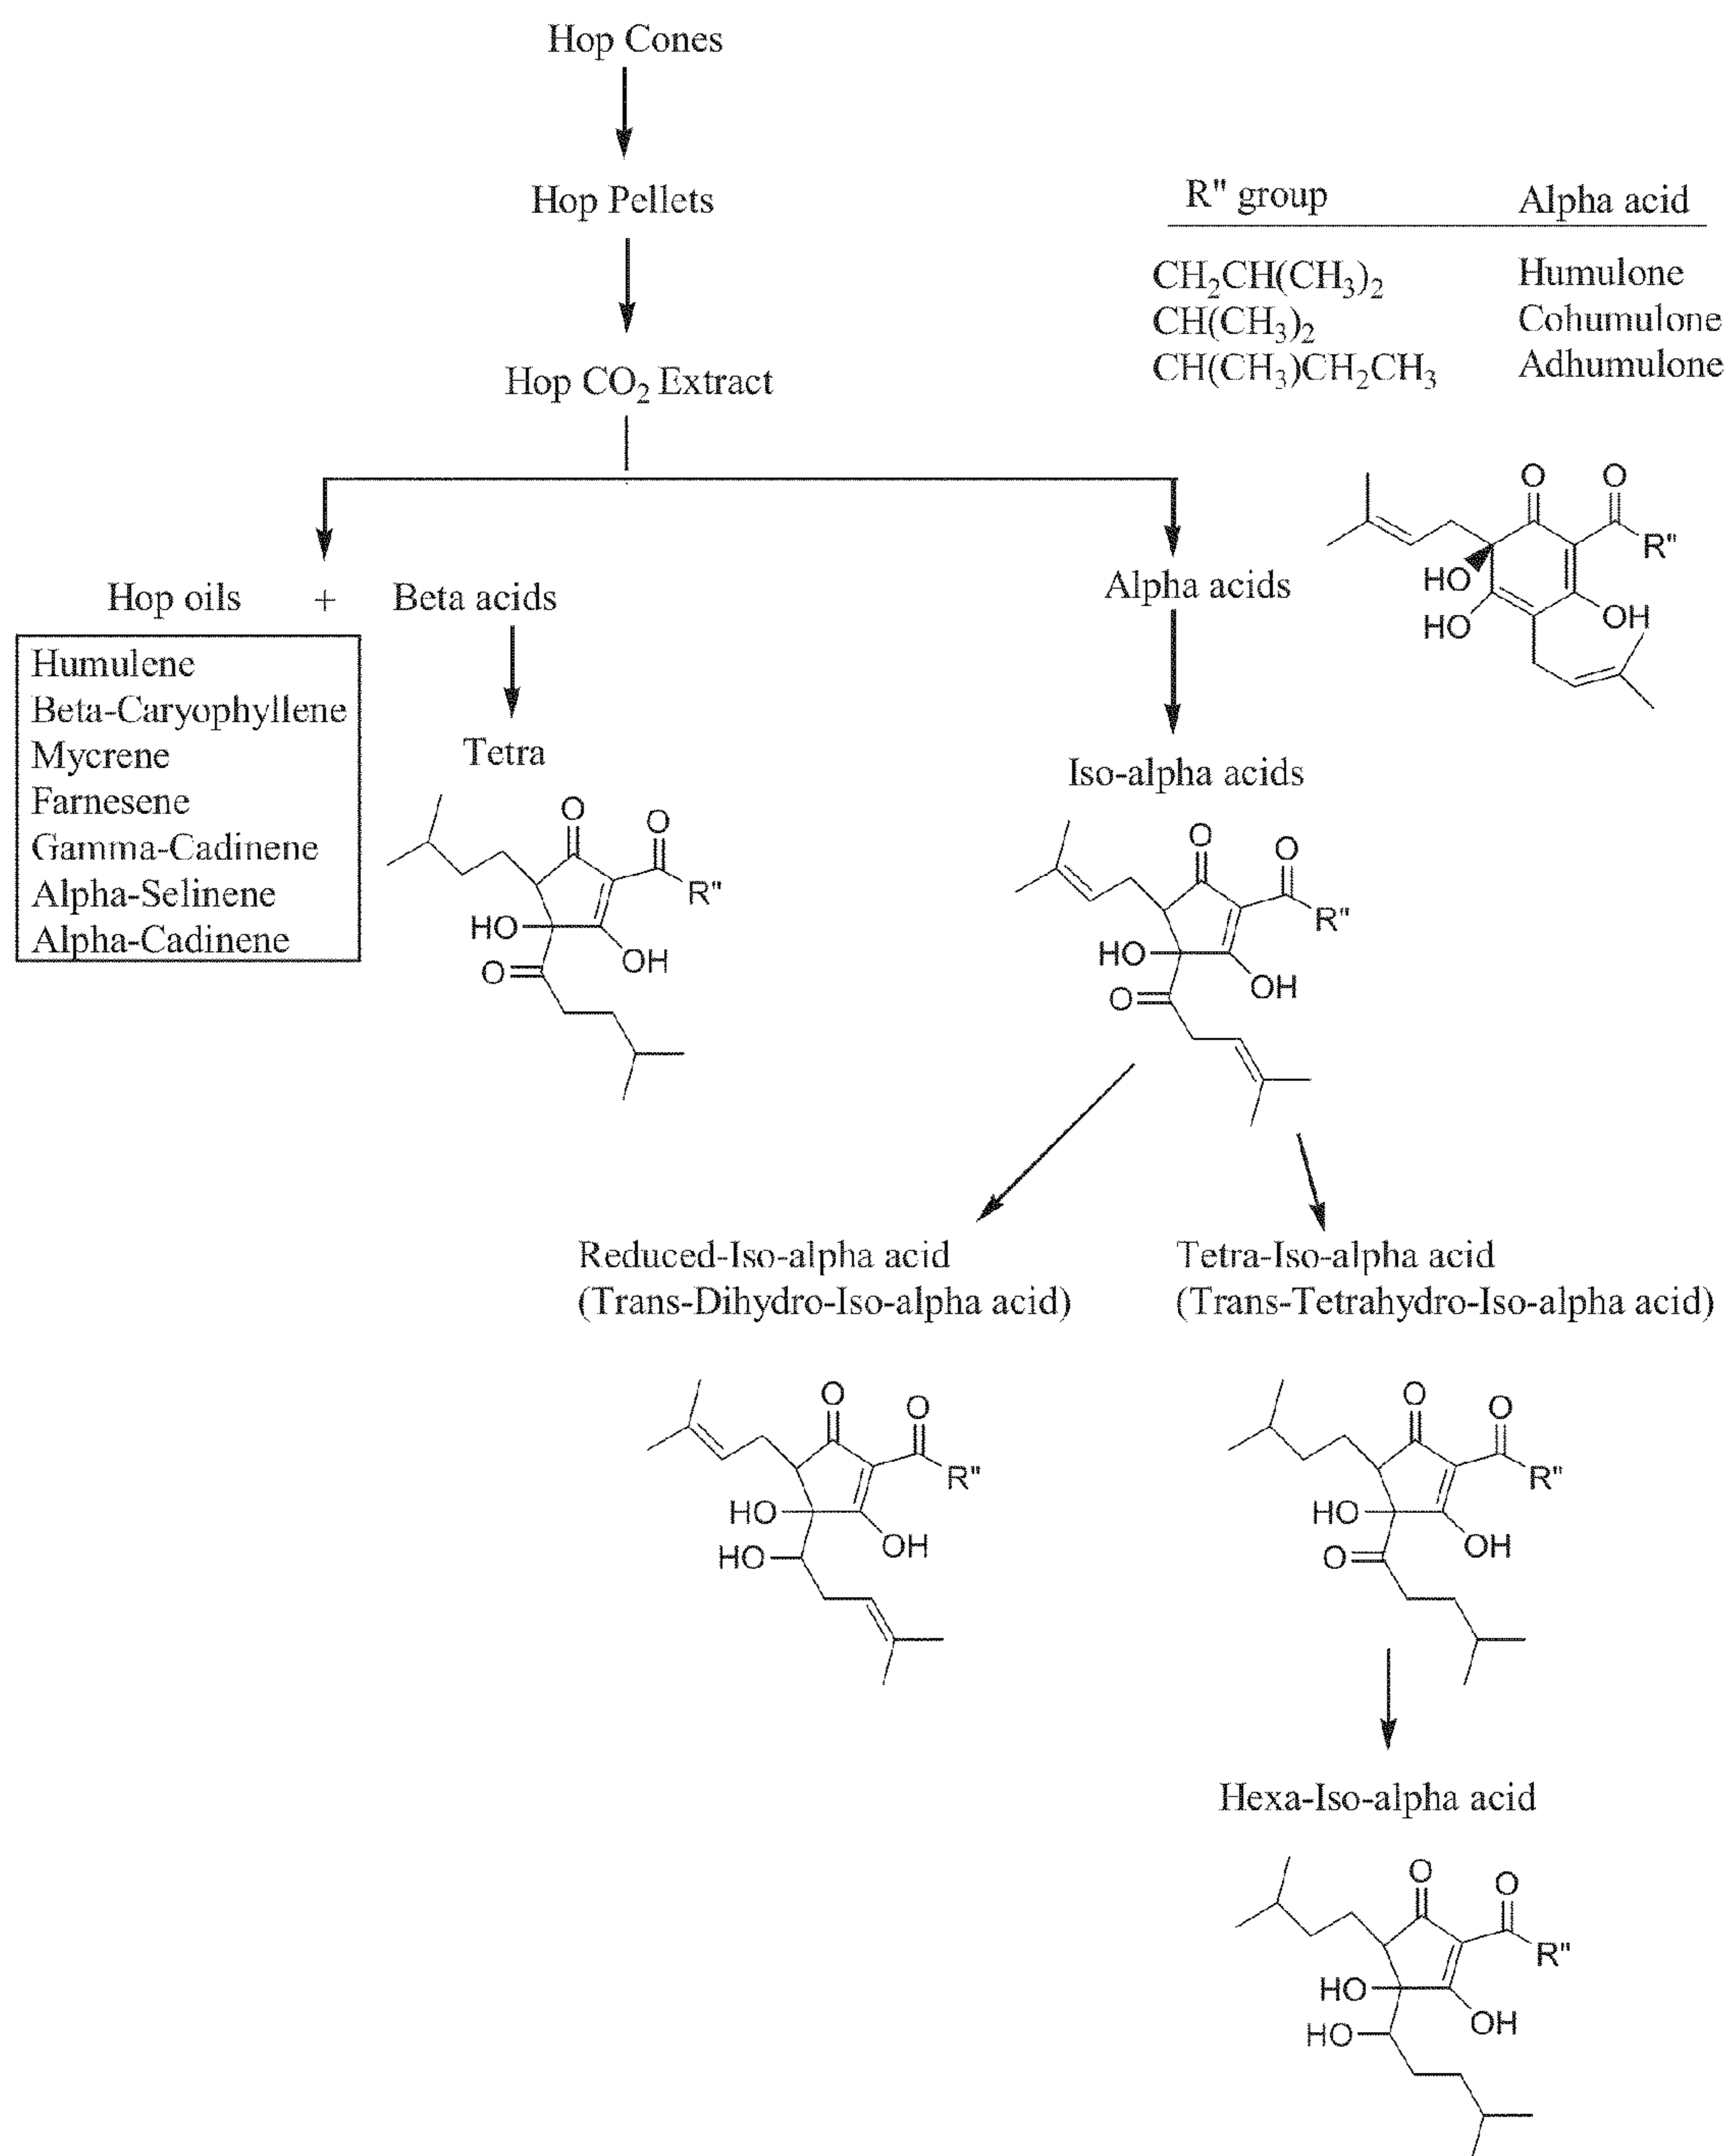 Hop Cones
Hop Pellets
R" group Alpha acid
CH₂CH(CH₃)₂ Humulone
CH(CH₃)₂ Cohumulone
CH(CH₃)CH₂CH₃ Adhumulone
Hop CO₂ Extract
O O
R"
HO
HO OH
Hop oils + Beta acids
Alpha acids
Humulene
Beta-Caryophyllene
Mycrene
Farnesene
Gamma-Cadinene
Alpha-Selinene
Alpha-Cadinene
Tetra
O O
R"
HO
OH
O
Iso-alpha acids
O O
R"
HO
OH
O
Reduced-Iso-alpha acid
(Trans-Dihydro-Iso-alpha acid)
O O
R"
HO
OH
HO
Tetra-Iso-alpha acid
(Trans-Tetrahydro-Iso-alpha acid)
O O
R"
HO
OH
O
Hexa-Iso-alpha acid
O O
R"
HO
OH
HO